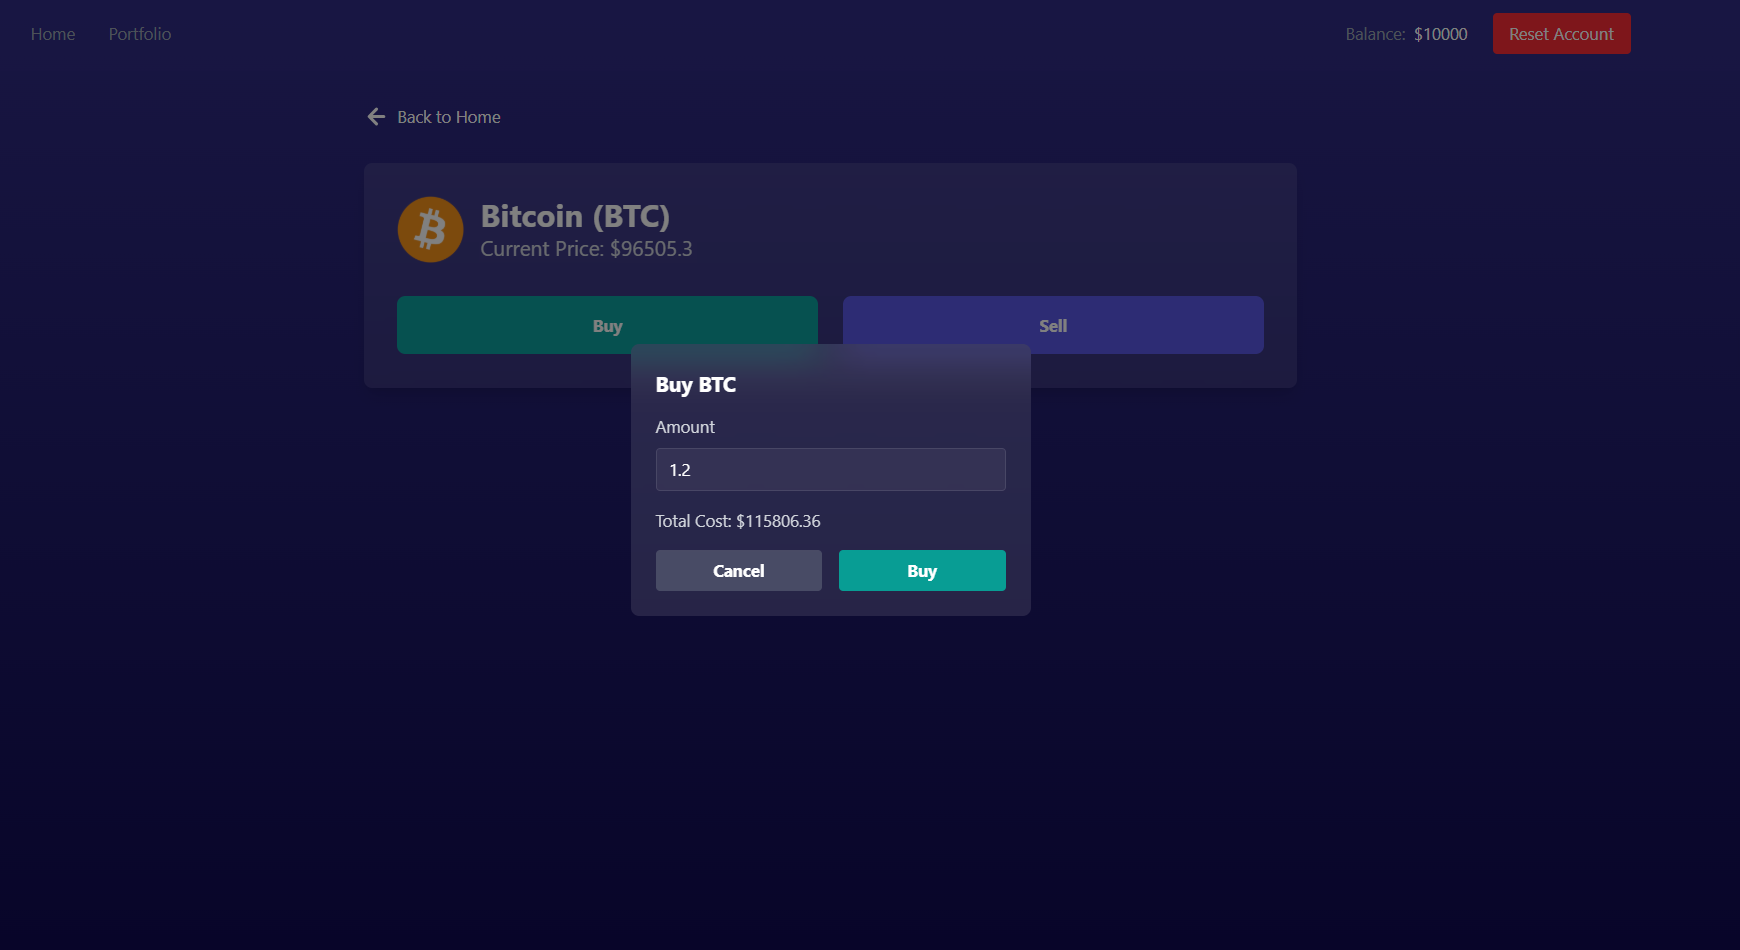 Home Portfolio Balance: $10000 Reset Account
Back to Home
Bitcoin (BTC)
Current Price: $96505.3
Buy Sell
Buy BTC
Amount
1.2
Total Cost: $115806.36
Cancel Buy